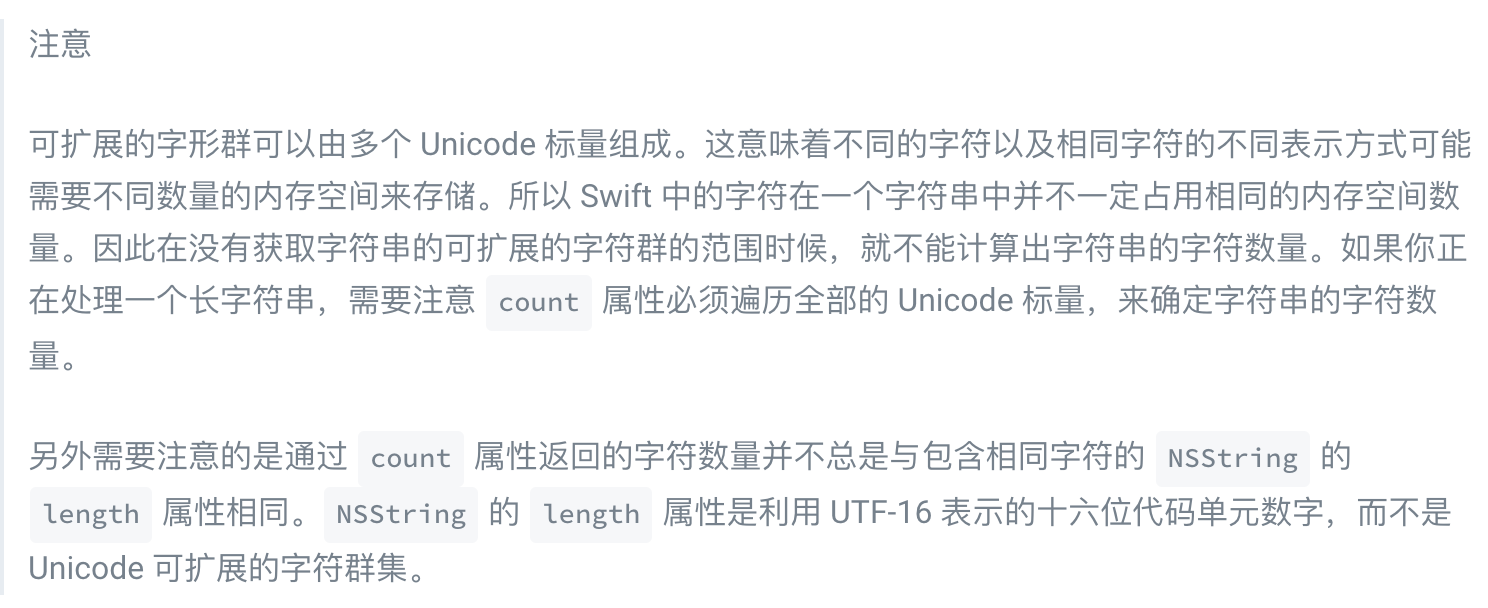 注意
可扩展的字形群可以由多个 Unicode 标量组成。这意味着不同的字符以及相同字符的不同表示方式可能
需要不同数量的内存空间来存储。所以 Swift 中的字符在一个字符串中并不一定占用相同的内存空间数
量。因此在没有获取字符串的可扩展的字符群的范围时候，就不能计算出字符串的字符数量。如果你正
在处理一个长字符串，需要注意 count 属性必须遍历全部的 Unicode 标量，来确定字符串的字符数
量。
另外需要注意的是通过 count 属性返回的字符数量并不总是与包含相同字符的 NSString 的
length 属性相同。NSString 的 length 属性是利用 UTF-16 表示的十六位代码单元数字，而不是
Unicode 可扩展的字符群集。